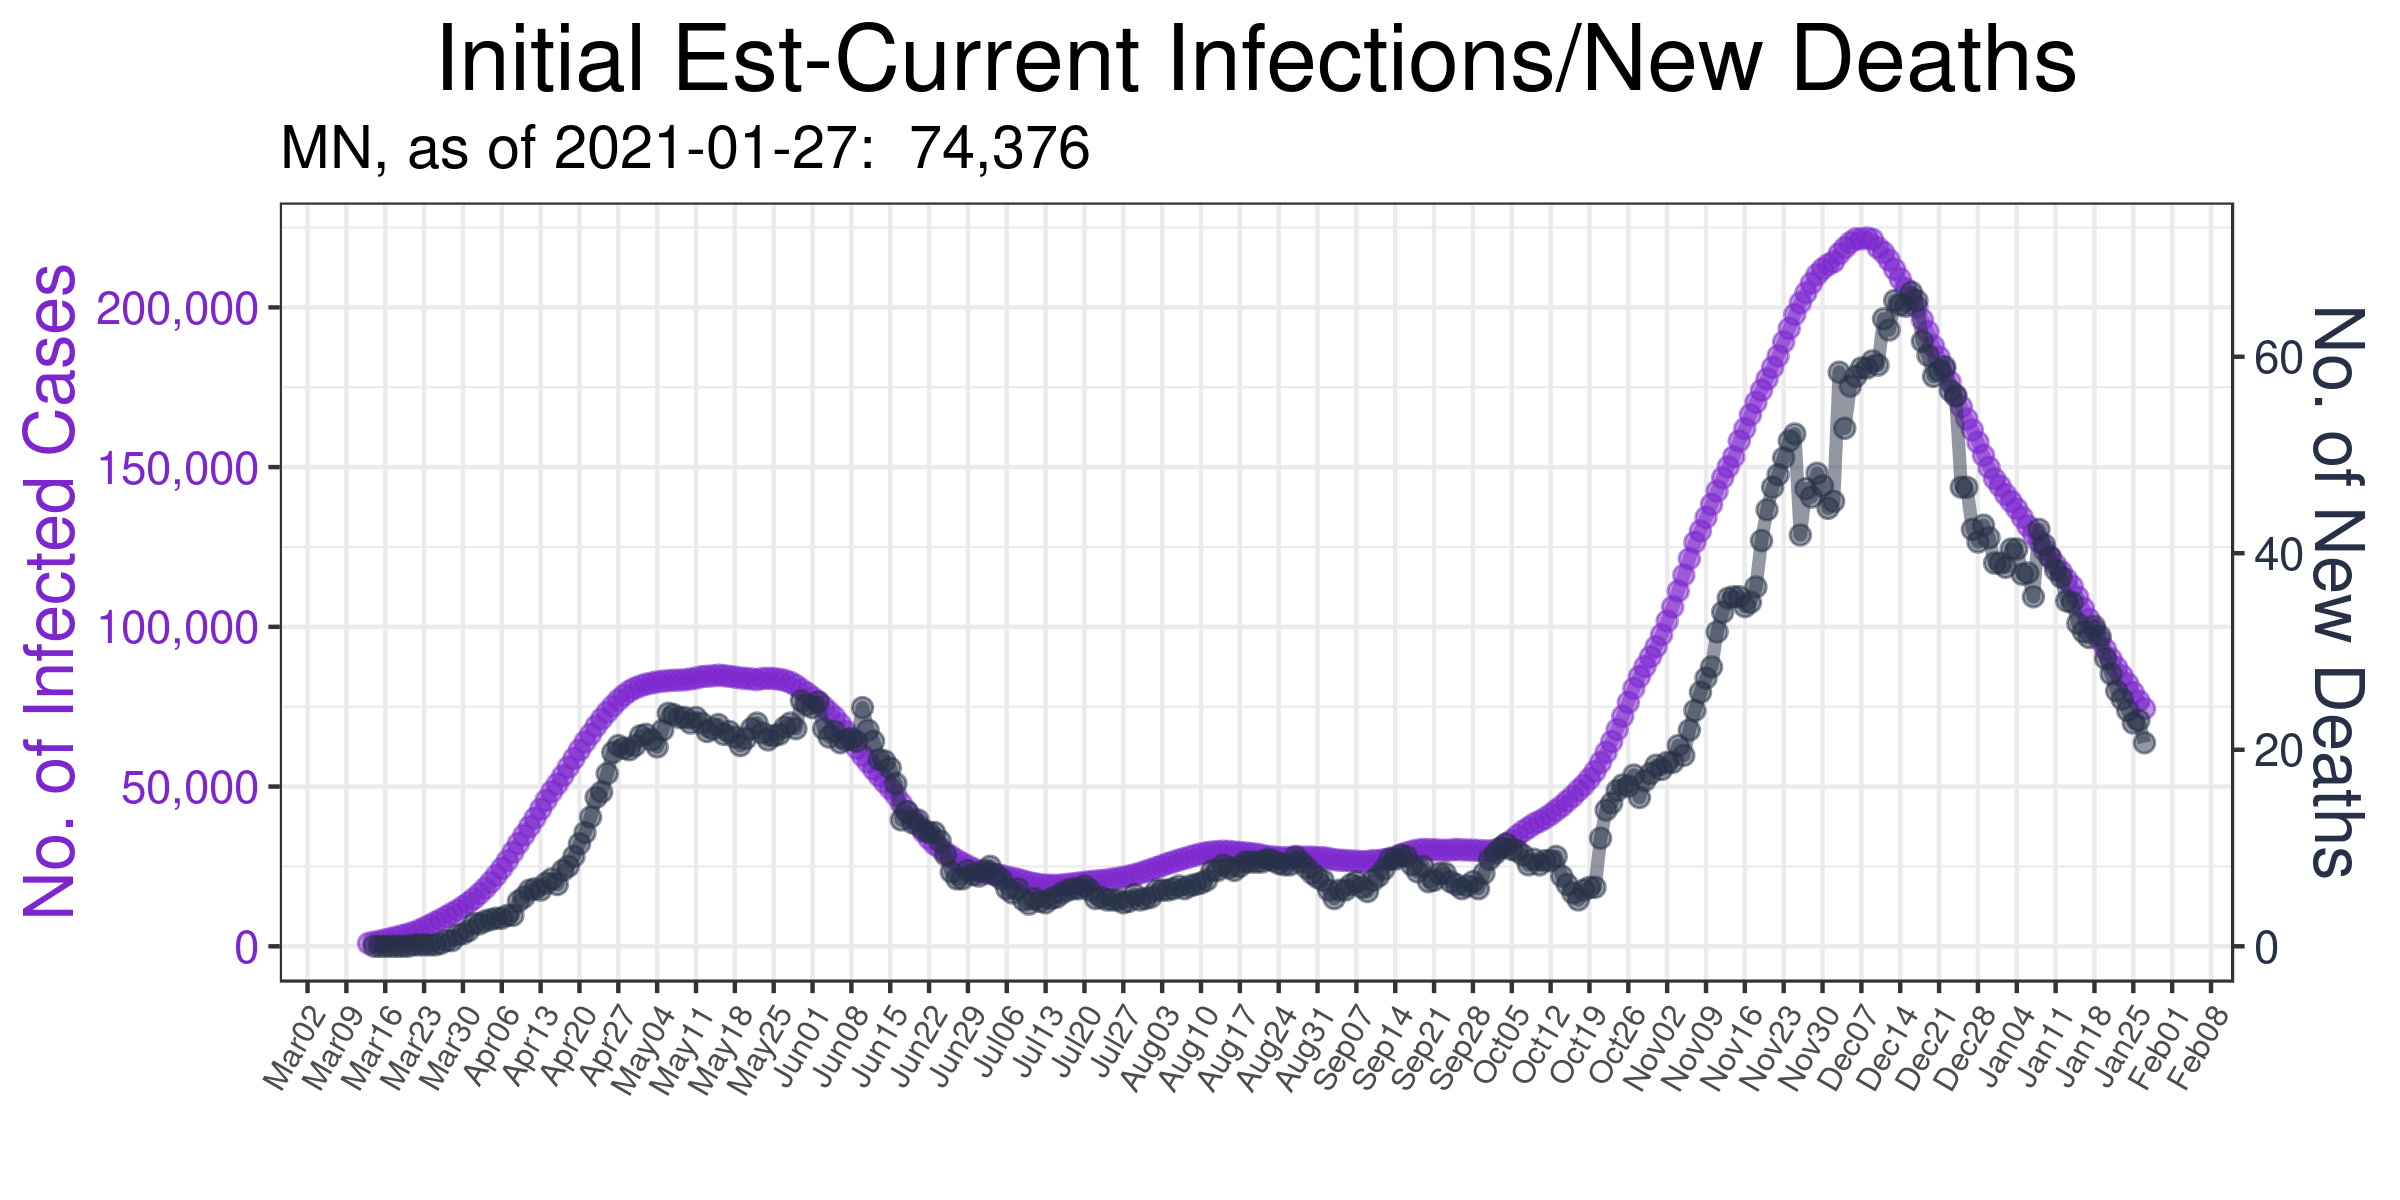 Initial Est-Current Infections/New Deaths
MN, as of 2021-01-27:  74,376
No. of Infected Cases
200,000
150,000
100,000
50,000
0
60
40
20
0
No. of New Deaths
Mar02
Mar09
Mar16
Mar23
Mar30
Apr06
Apr13
Apr20
Apr27
May04
May11
May18
May25
Jun01
Jun08
Jun15
Jun22
Jun29
Jul06
Jul13
Jul20
Jul27
Aug03
Aug10
Aug17
Aug24
Aug31
Sep07
Sep14
Sep21
Sep28
Oct05
Oct12
Oct19
Oct26
Nov02
Nov09
Nov16
Nov23
Nov30
Dec07
Dec14
Dec21
Dec28
Jan04
Jan11
Jan18
Jan25
Feb01
Feb08